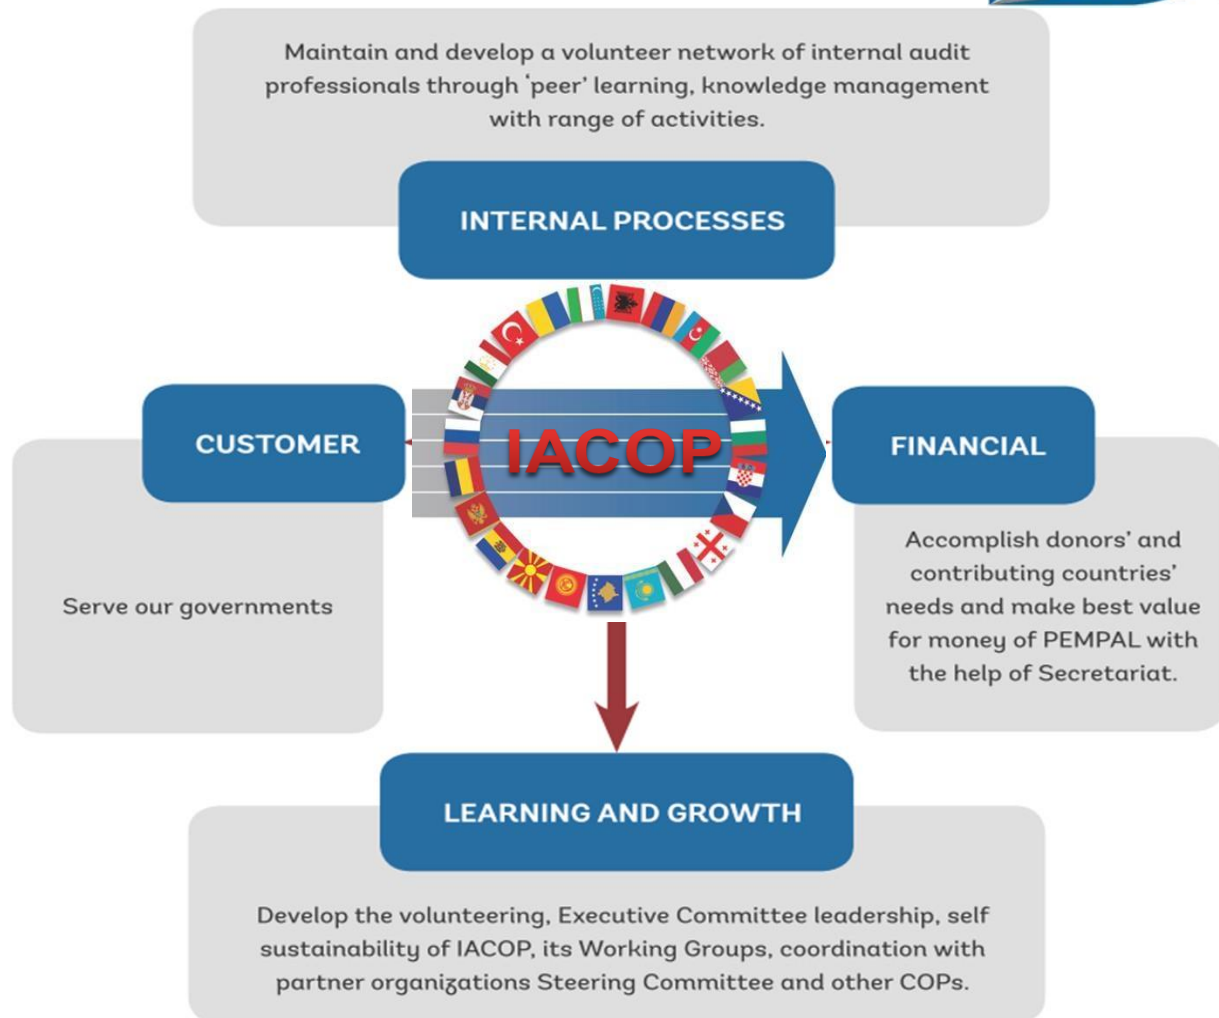 Maintain and develop a volunteer network of internal audit
professionals through ‘peer’ learning, knowledge management
with range of activities.
INTERNAL PROCESSES
CUSTOMER
Serve our governments
IACOP
FINANCIAL
Accomplish donors’ and
contributing countries’
needs and make best value
for money of PEMPAL with
the help of Secretariat.
LEARNING AND GROWTH
Develop the volunteering, Executive Committee leadership, self
sustainability of IACOP, its Working Groups, coordination with
partner organizations Steering Committee and other COPs.